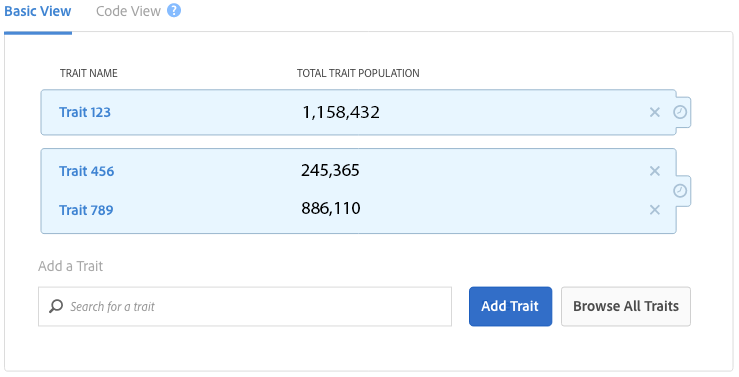 Basic View Code View ?
TRAIT NAME TOTAL TRAIT POPULATION
Trait 123 1,158,432
Trait 456 245,365
Trait 789 886,110
Add a Trait
Search for a trait Add Trait Browse All Traits